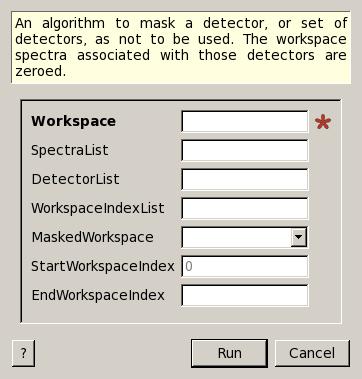 An algorithm to mask a detector, or set of
detectors, as not to be used. The workspace
spectra associated with those detectors are
zeroed.
Workspace *
SpectraList
DetectorList
WorkspaceIndexList
MaskedWorkspace
StartWorkspaceIndex 0
EndWorkspaceIndex
? Run Cancel